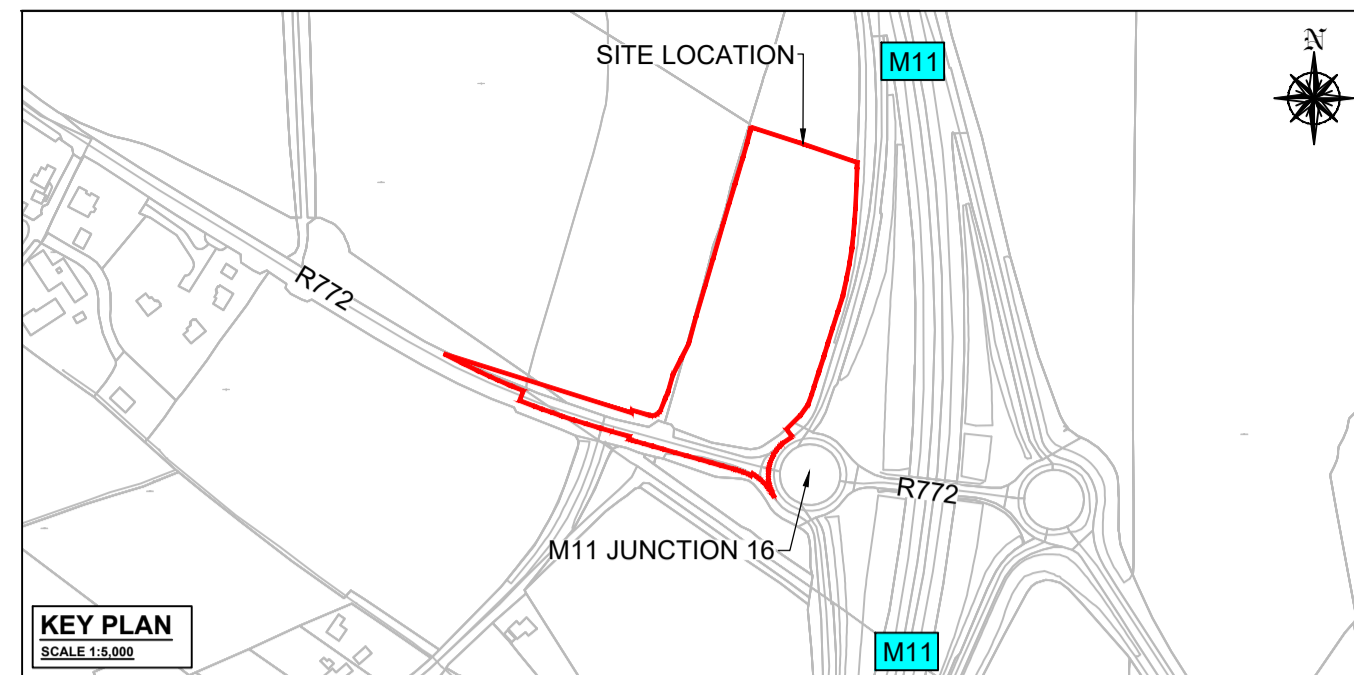 N
SITE LOCATION
M11
R772
R772
M11 JUNCTION 16
KEY PLAN
SCALE 1:5,000
M11